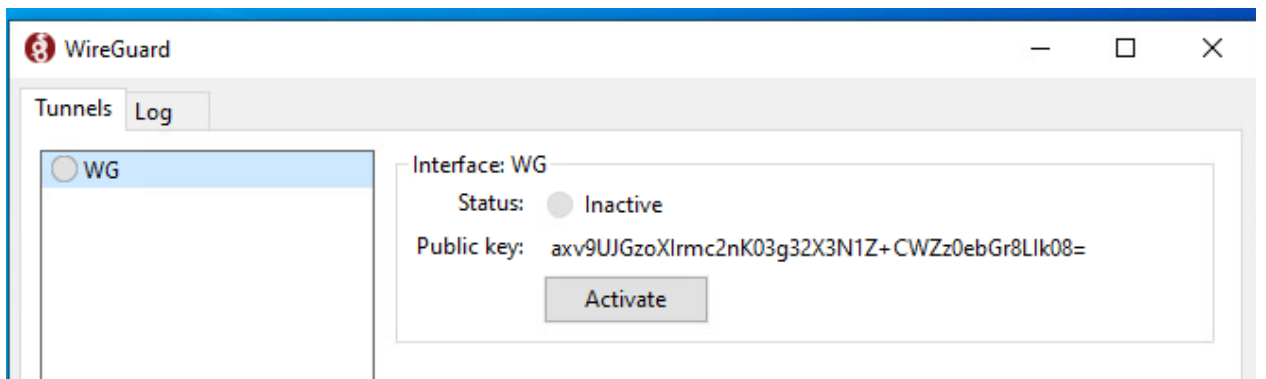 WireGuard
Tunnels Log
WG
Interface: WG
Status: Inactive
Public key: axv9UJGzoXIrmc2nK03g32X3N1Z+CWZz0ebGr8LIk08=
Activate